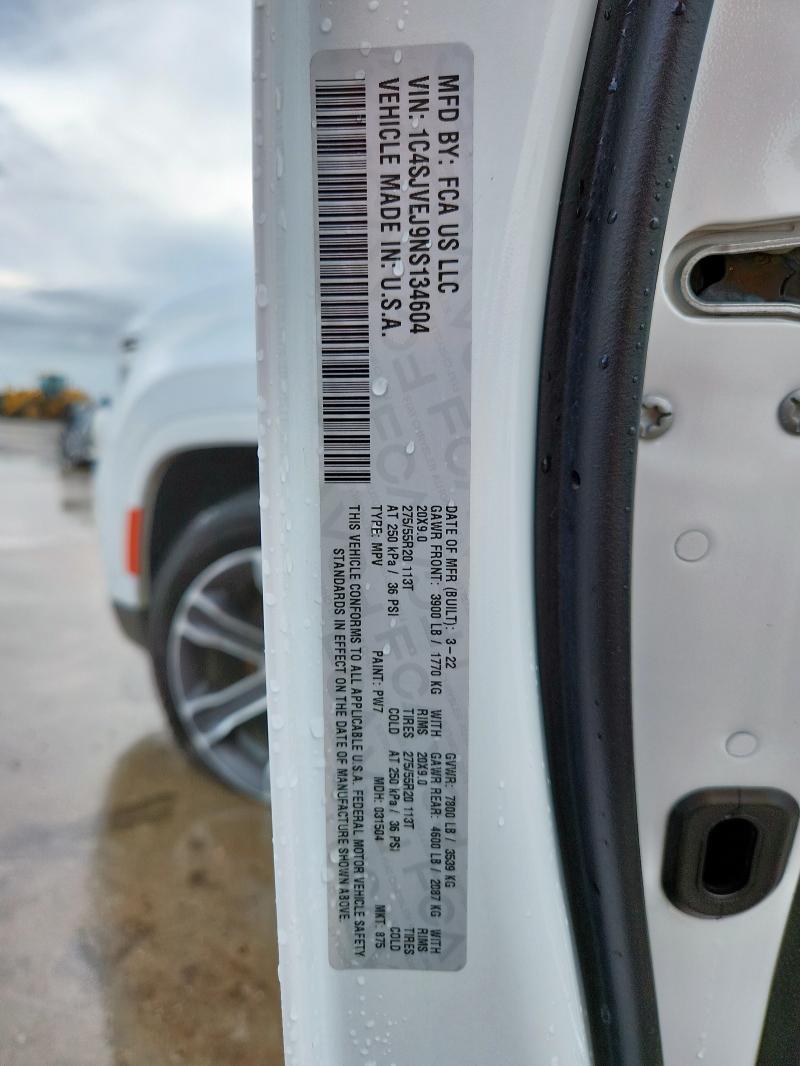 MFD BY: FCA US LLC
VIN: 1C4SJVEJ9NS134604
VEHICLE MADE IN: U.S.A.
DATE OF MFR (BUILT): 3-22 GVWR: 7800 LB / 3539 KG
GAWR FRONT: 3900 LB / 1770 KG WITH GAWR REAR: 4600 LB / 2087 KG WITH
20X9.0 RIMS 20X9.0 RIMS
275/55R20 113T TIRES 275/55R20 113T TIRES
AT 250 kPa / 36 PSI COLD AT 250 kPa / 36 PSI COLD
TYPE: MPV PAINT: PW7 MDH: 031504 MKT: 875
THIS VEHICLE CONFORMS TO ALL APPLICABLE U.S.A. FEDERAL MOTOR VEHICLE SAFETY
STANDARDS IN EFFECT ON THE DATE OF MANUFACTURE SHOWN ABOVE.